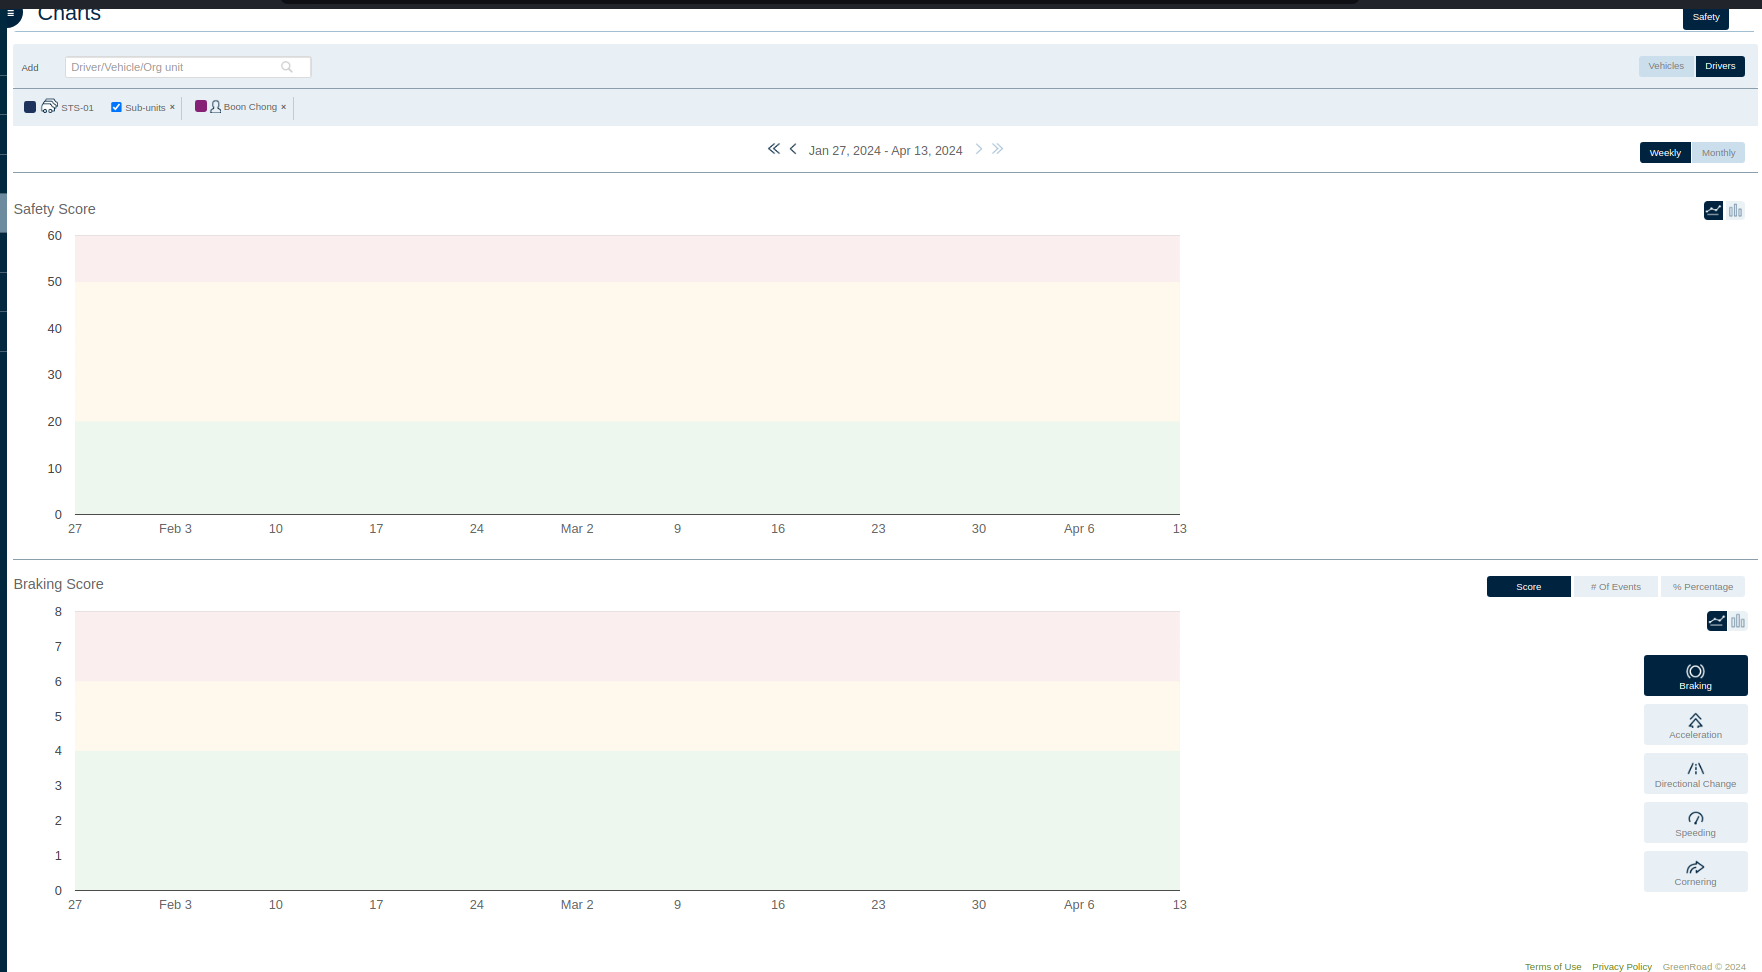 Charts
Safety
Add
Driver/Vehicle/Org unit
Vehicles
Drivers
STS-01
Sub-units ×
Boon Chong ×
Jan 27, 2024 - Apr 13, 2024
Weekly
Monthly
Safety Score
60
50
40
30
20
10
0
27 Feb 3 10 17 24 Mar 2 9 16 23 30 Apr 6 13
Braking Score
Score
# Of Events
% Percentage
8
7
6
5
4
3
2
1
0
27 Feb 3 10 17 24 Mar 2 9 16 23 30 Apr 6 13
Braking
Acceleration
Directional Change
Speeding
Cornering
Terms of Use Privacy Policy GreenRoad © 2024